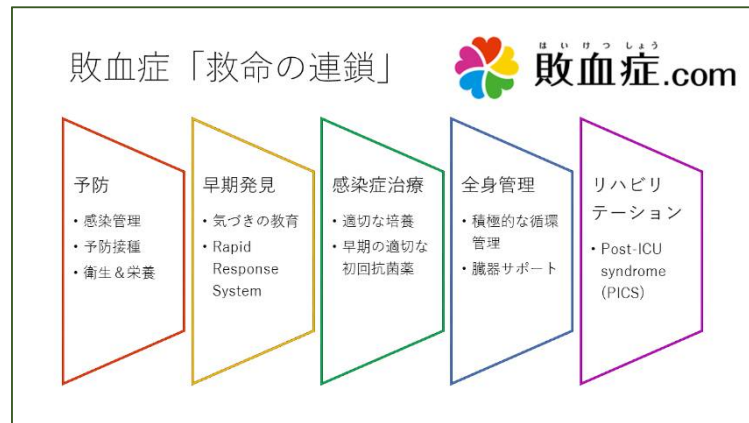 敗血症「救命の連鎖」
はいけつしょう
敗血症.com
予防
・感染管理
・予防接種
・衛生＆栄養
早期発見
・気づきの教育
・Rapid
Response
System
感染症治療
・適切な培養
・早期の適切な
初回抗菌薬
全身管理
・積極的な循環
管理
・臓器サポート
リハビリ
テーション
・Post-ICU
syndrome
(PICS)